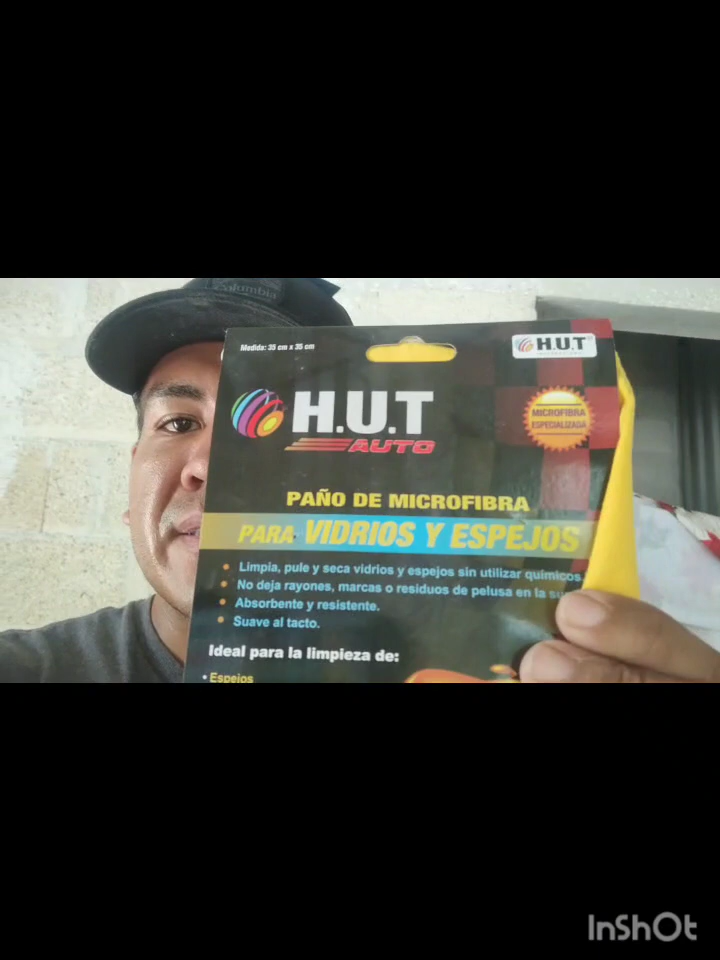 Columbia
Medida: 35 cm x 35 cm
H.U.T
H.U.T
AUTO
MICROFIBRA
ESPECIALIZADA
PAÑO DE MICROFIBRA
PARA VIDRIOS Y ESPEJOS
• Limpia, pule y seca vidrios y espejos sin utilizar químicos
• No deja rayones, marcas o residuos de pelusa en la
• Absorbente y resistente.
• Suave al tacto.
Ideal para la limpieza de:
• Espejos
InShOt